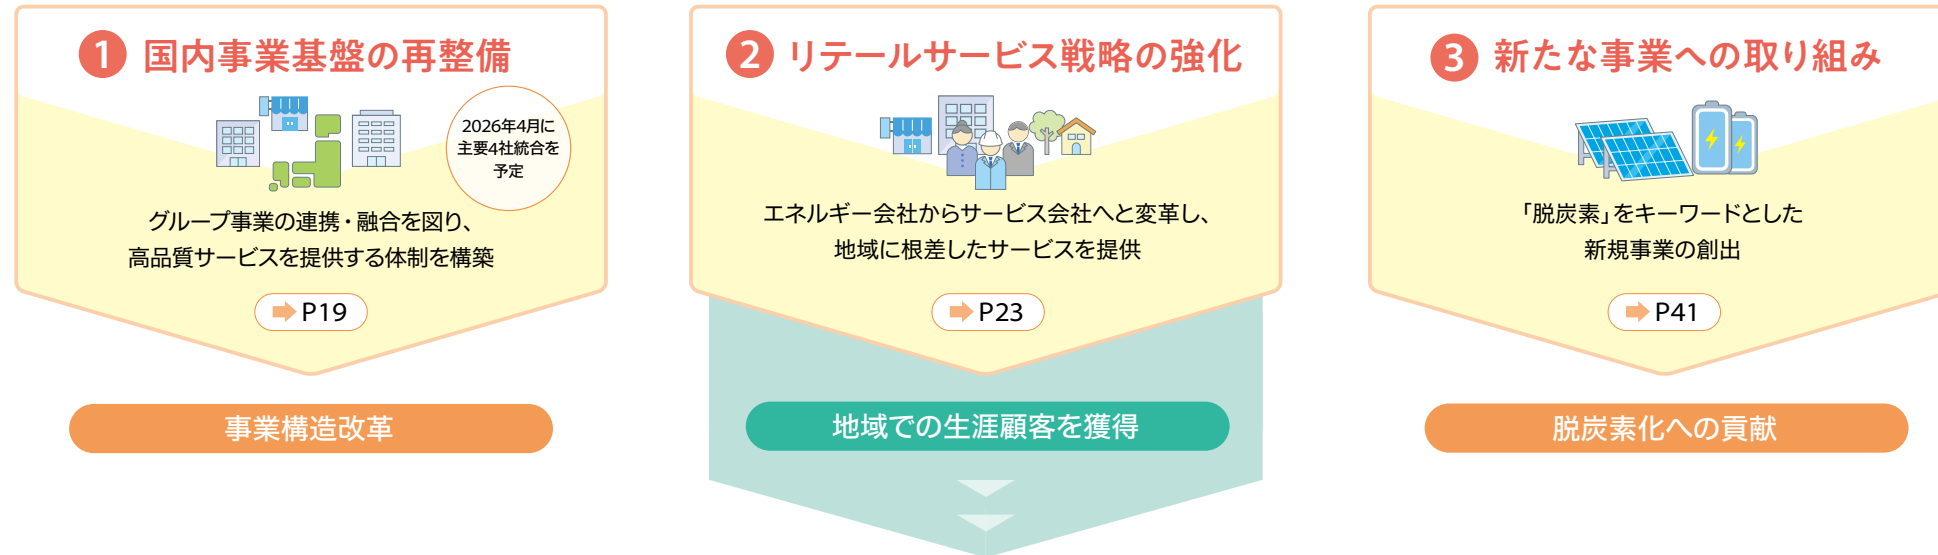 1 国内事業基盤の再整備
2026年4月に
主要4社統合を
予定
グループ事業の連携・融合を図り、
高品質サービスを提供する体制を構築
P19
事業構造改革
2 リテールサービス戦略の強化
エネルギー会社からサービス会社へと変革し、
地域に根差したサービスを提供
P23
地域での生涯顧客を獲得
3 新たな事業への取り組み
「脱炭素」をキーワードとした
新規事業の創出
P41
脱炭素化への貢献